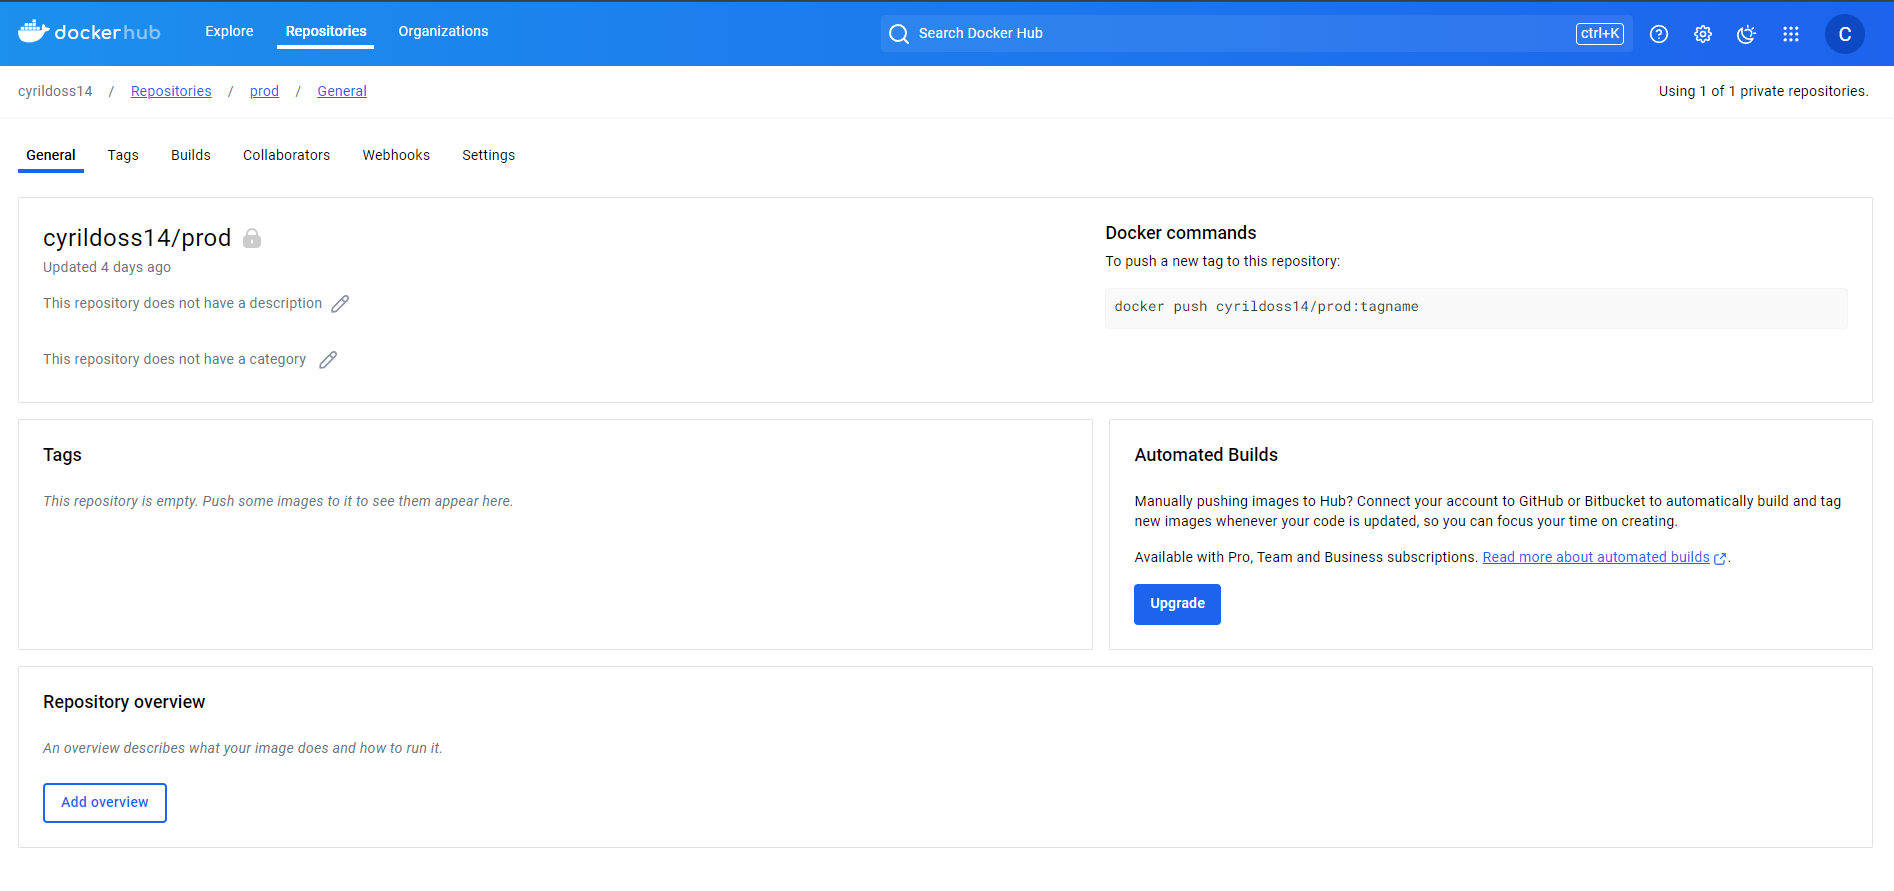 dockerhub Explore Repositories Organizations Search Docker Hub ctrl+K C
cyrildoss14 / Repositories / prod / General Using 1 of 1 private repositories.
General Tags Builds Collaborators Webhooks Settings
cyrildoss14/prod
Updated 4 days ago
This repository does not have a description
This repository does not have a category
Docker commands
To push a new tag to this repository:
docker push cyrildoss14/prod:tagname
Tags
This repository is empty. Push some images to it to see them appear here.
Automated Builds
Manually pushing images to Hub? Connect your account to GitHub or Bitbucket to automatically build and tag
new images whenever your code is updated, so you can focus your time on creating.
Available with Pro, Team and Business subscriptions. Read more about automated builds.
Upgrade
Repository overview
An overview describes what your image does and how to run it.
Add overview